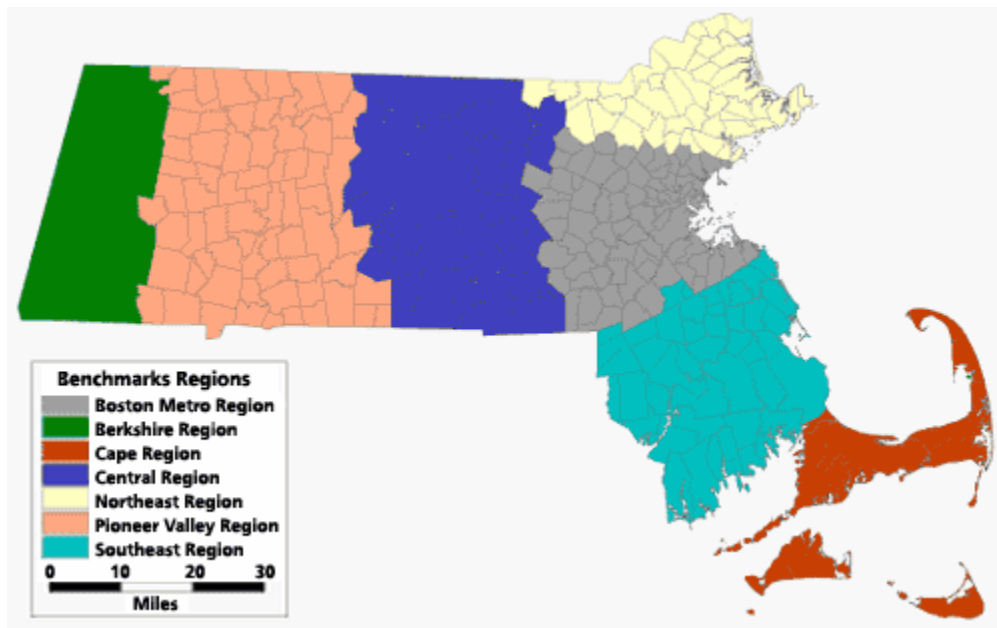 Benchmarks Regions
Boston Metro Region
Berkshire Region
Cape Region
Central Region
Northeast Region
Pioneer Valley Region
Southeast Region
0 10 20 30
Miles